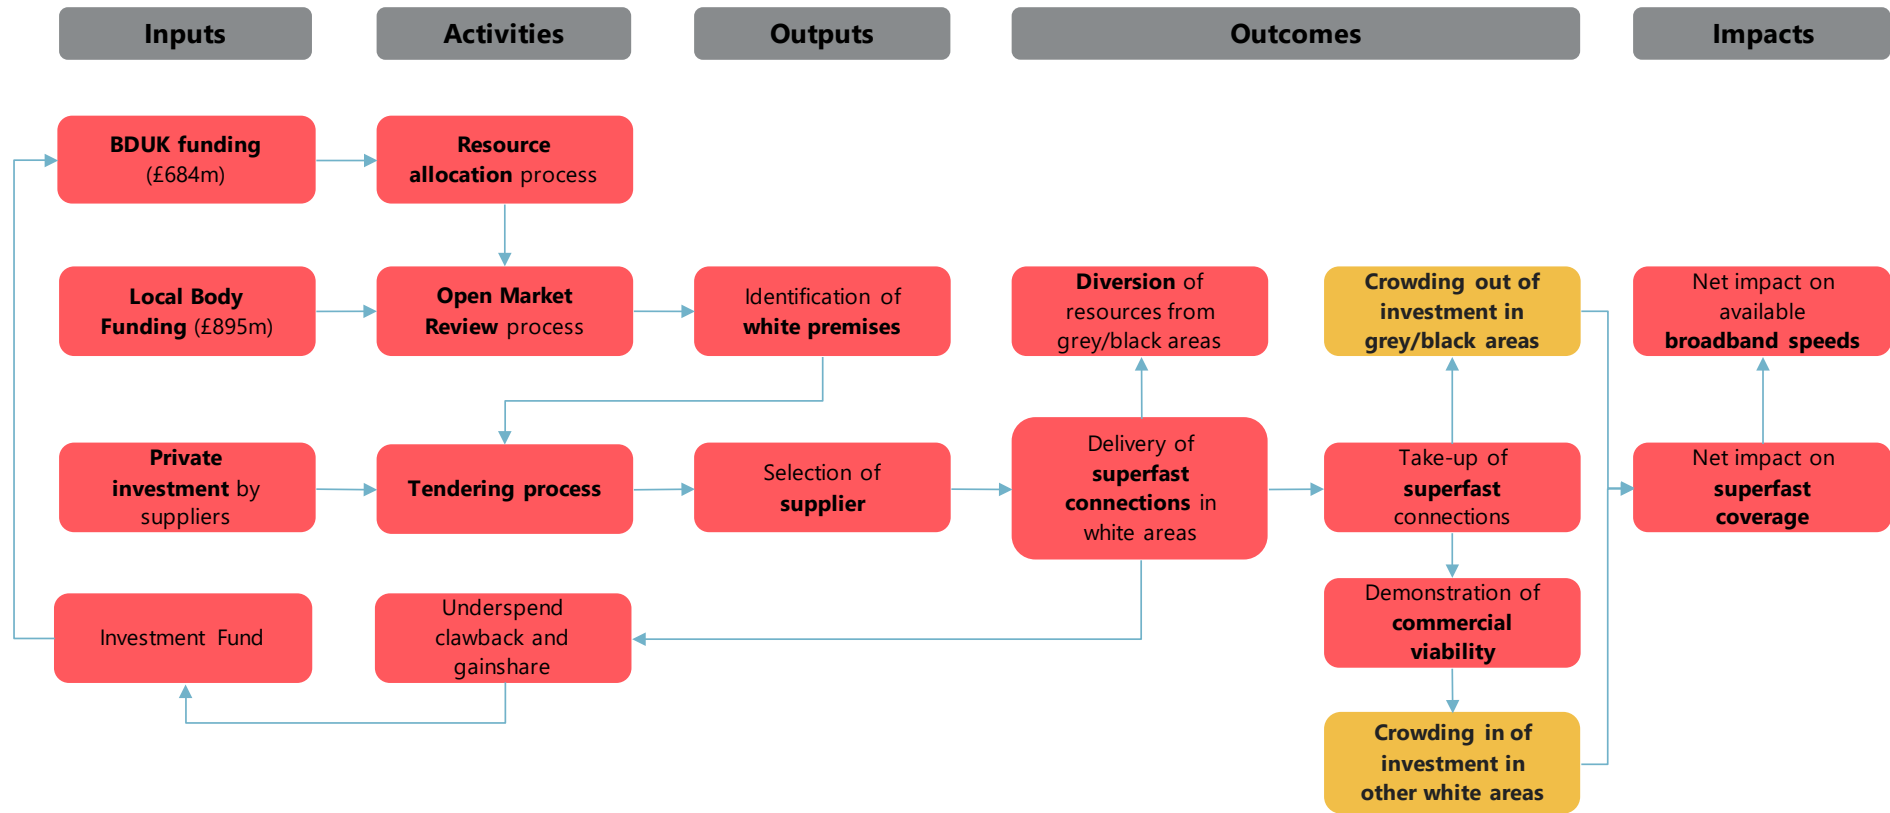 Inputs
Activities
Outputs
Outcomes
Impacts
BDUK funding
(£684m)
Resource
allocation process
Local Body
Funding (£895m)
Open Market
Review process
Identification of
white premises
Diversion of
resources from
grey/black areas
Crowding out of
investment in
grey/black areas
Net impact on
available
broadband speeds
Private
investment by
suppliers
Tendering process
Selection of
supplier
Delivery of
superfast
connections in
white areas
Take-up of
superfast
connections
Net impact on
superfast
coverage
Investment Fund
Underspend
clawback and
gainshare
Demonstration of
commercial
viability
Crowding in of
investment in
other white areas